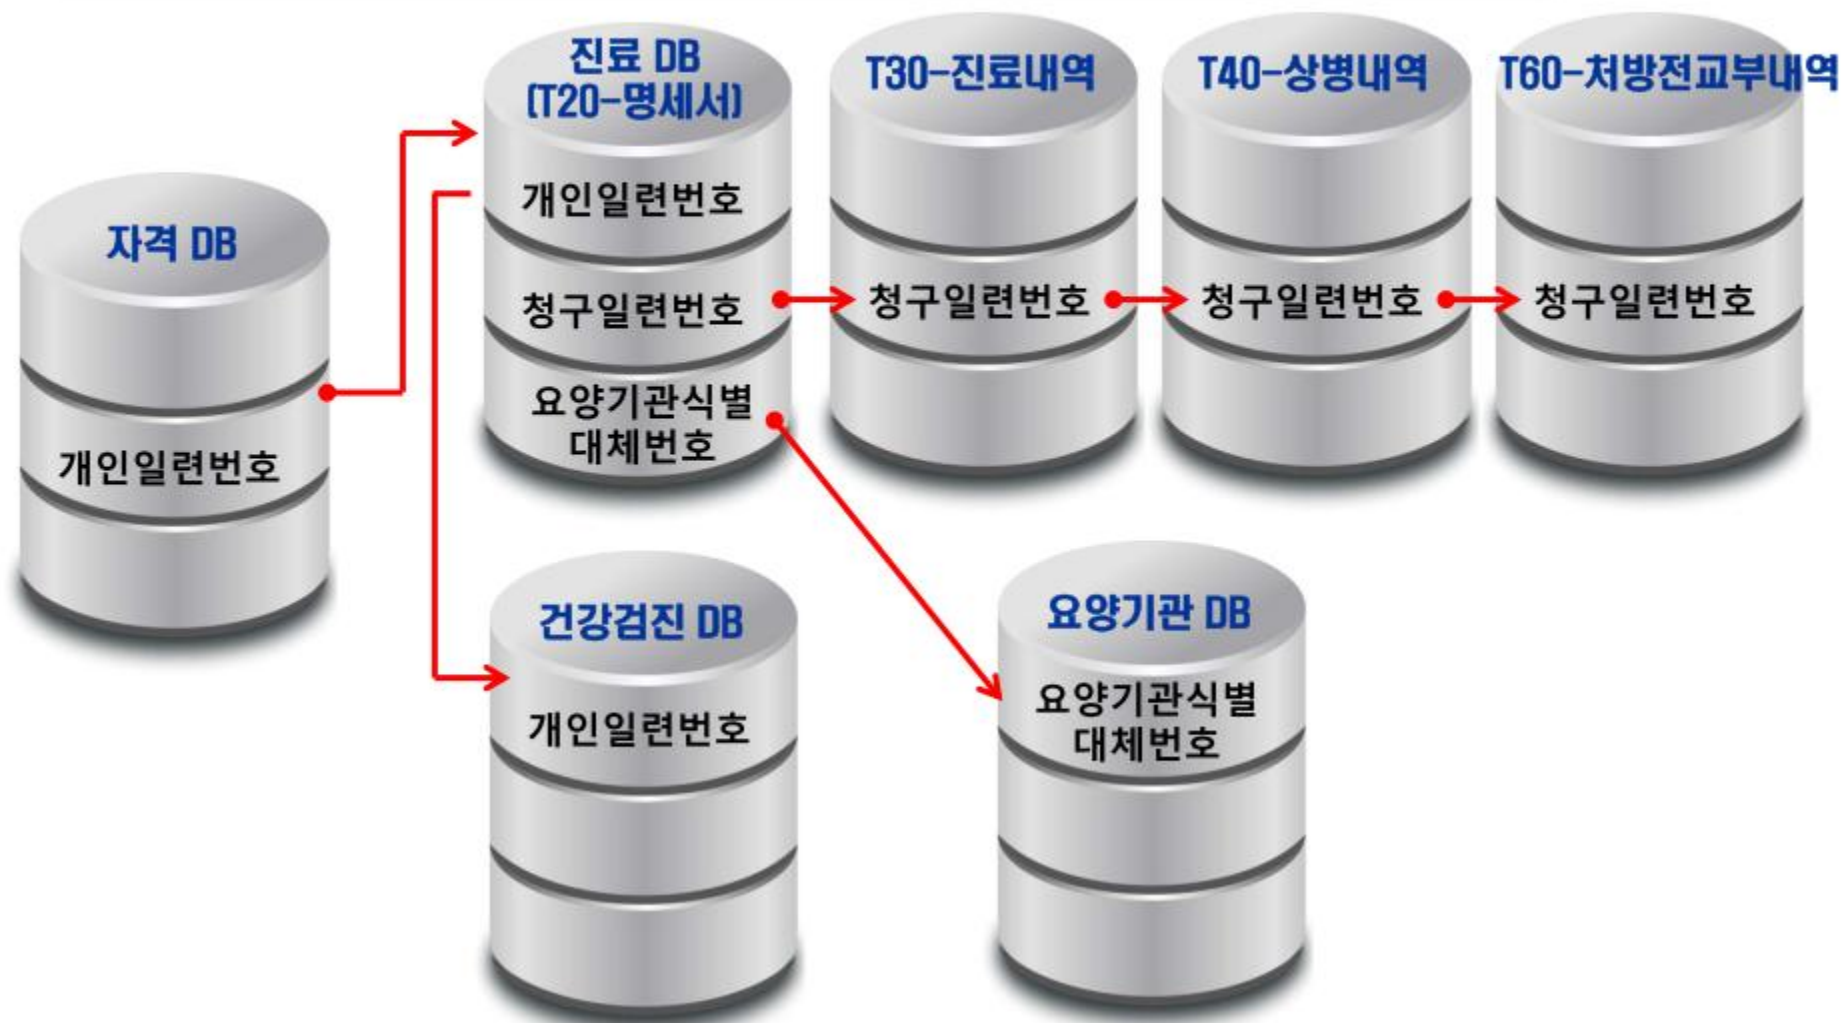 자격 DB
개인일련번호
진료 DB
(T20-명세서)
개인일련번호
청구일련번호
요양기관식별
대체번호
T30-진료내역
청구일련번호
T40-상병내역
청구일련번호
T60-처방전교부내역
청구일련번호
건강검진 DB
개인일련번호
요양기관 DB
요양기관식별
대체번호